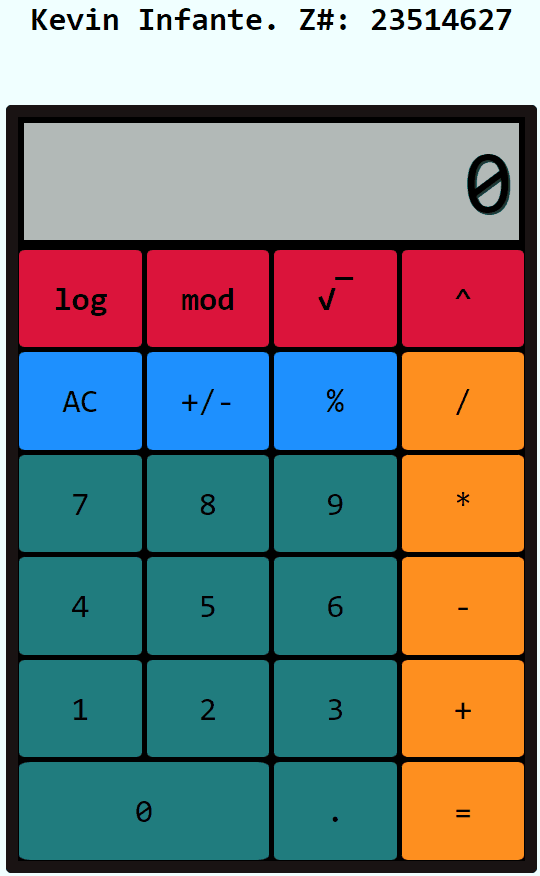 Kevin Infante. Z#: 23514627
0
log mod √‾ ^
AC +/- % /
7 8 9 *
4 5 6 -
1 2 3 +
0 . =